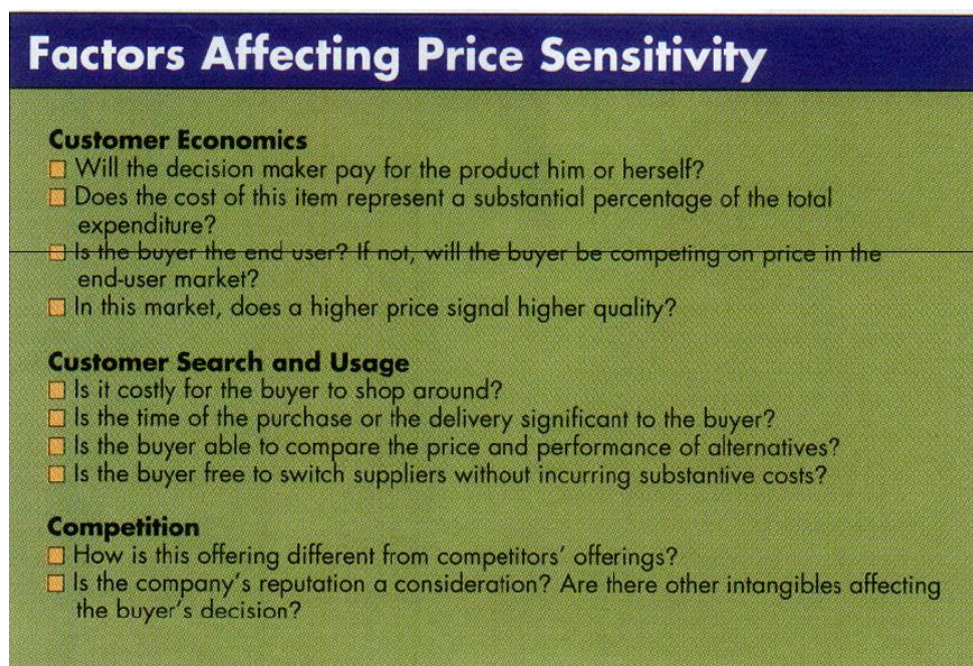 Factors Affecting Price Sensitivity
Customer Economics
Will the decision maker pay for the product him or herself?
Does the cost of this item represent a substantial percentage of the total
expenditure?
Is the buyer the end user? If not, will the buyer be competing on price in the
end-user market?
In this market, does a higher price signal higher quality?
Customer Search and Usage
Is it costly for the buyer to shop around?
Is the time of the purchase or the delivery significant to the buyer?
Is the buyer able to compare the price and performance of alternatives?
Is the buyer free to switch suppliers without incurring substantive costs?
Competition
How is this offering different from competitors' offerings?
Is the company's reputation a consideration? Are there other intangibles affecting
the buyer's decision?